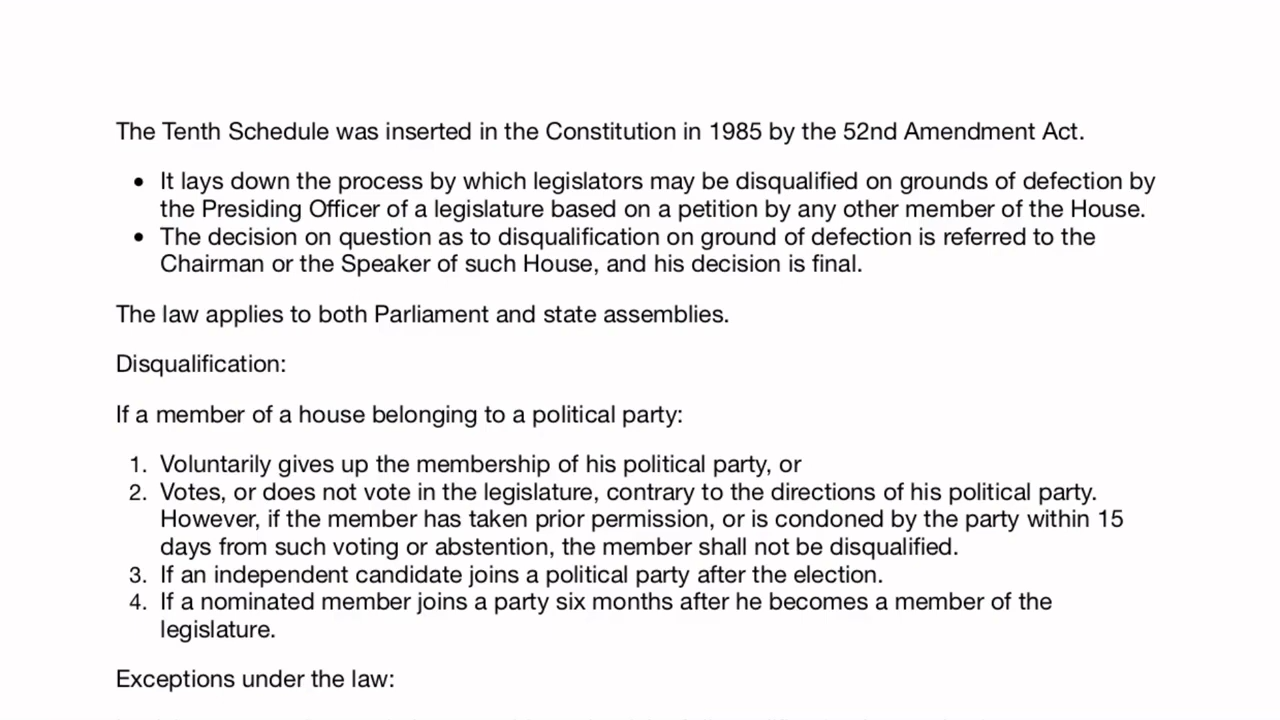 The Tenth Schedule was inserted in the Constitution in 1985 by the 52nd Amendment Act.
• It lays down the process by which legislators may be disqualified on grounds of defection by
the Presiding Officer of a legislature based on a petition by any other member of the House.
• The decision on question as to disqualification on ground of defection is referred to the
Chairman or the Speaker of such House, and his decision is final.
The law applies to both Parliament and state assemblies.
Disqualification:
If a member of a house belonging to a political party:
1. Voluntarily gives up the membership of his political party, or
2. Votes, or does not vote in the legislature, contrary to the directions of his political party.
However, if the member has taken prior permission, or is condoned by the party within 15
days from such voting or abstention, the member shall not be disqualified.
3. If an independent candidate joins a political party after the election.
4. If a nominated member joins a party six months after he becomes a member of the
legislature.
Exceptions under the law: